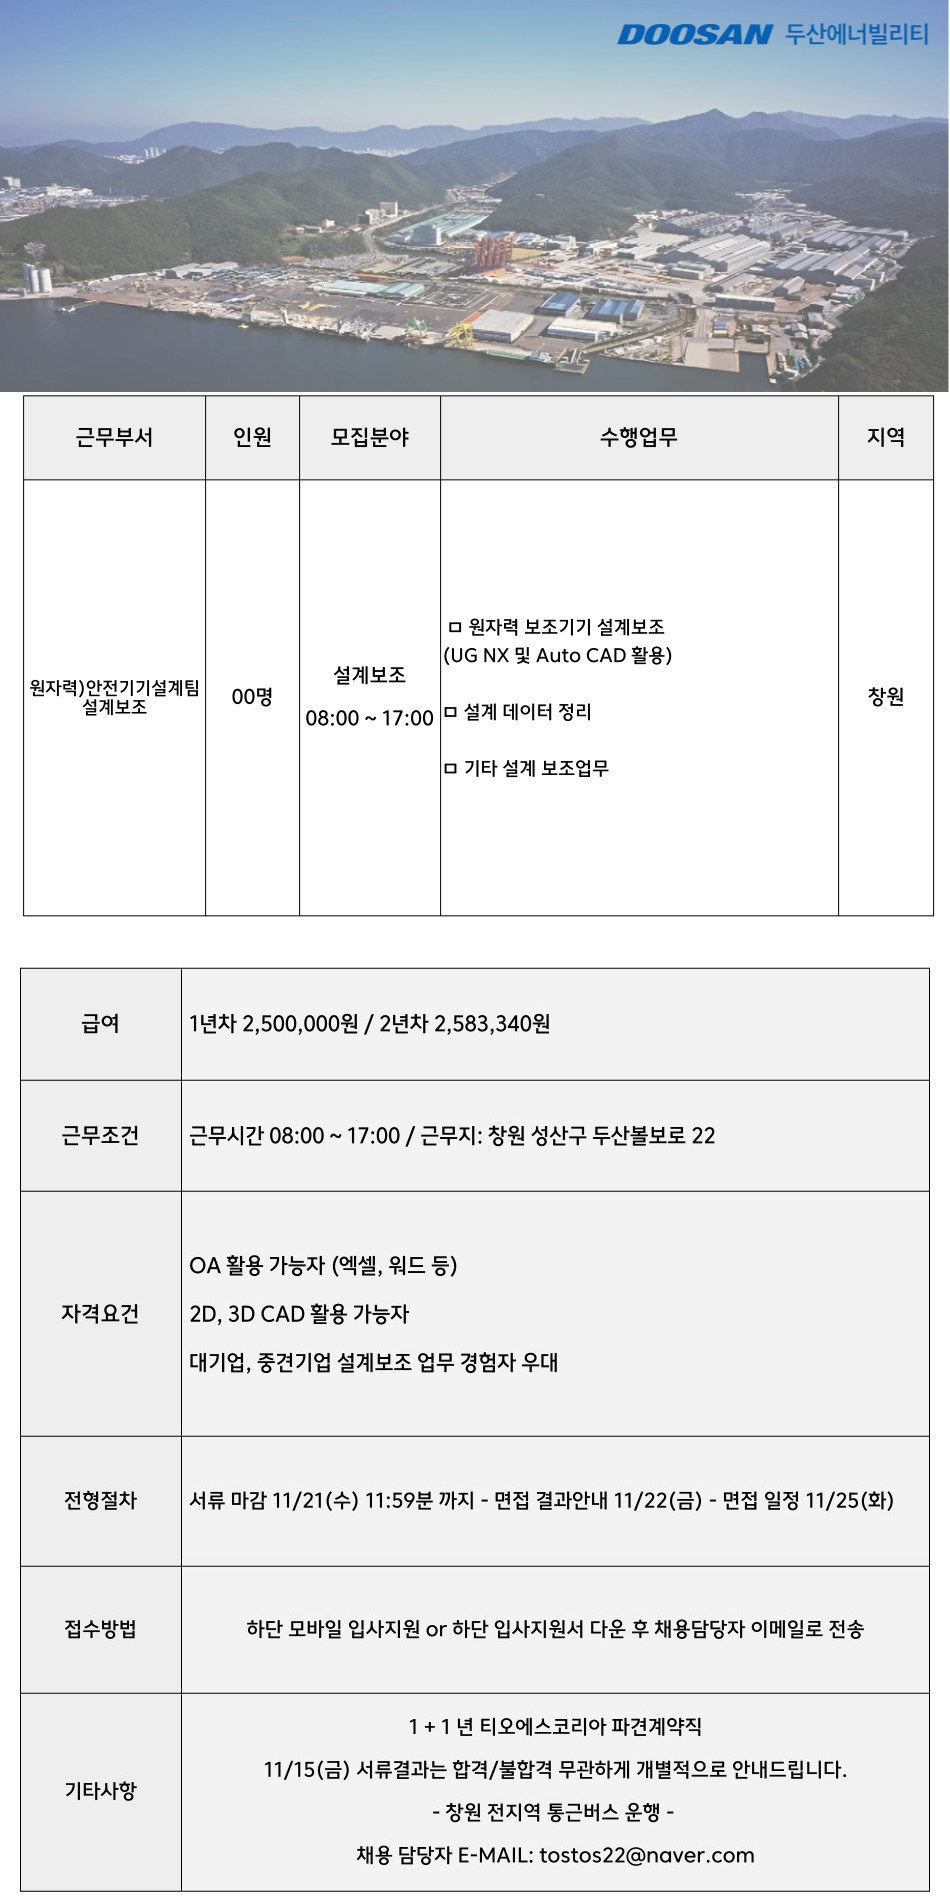 DOOSAN 두산에너빌리티
근무부서 인원 모집분야 수행업무 지역
원자력)안전기기설계팀
설계보조
00명
설계보조
08:00 ~ 17:00
ㅁ 원자력 보조기기 설계보조
(UG NX 및 Auto CAD 활용)
ㅁ 설계 데이터 정리
ㅁ 기타 설계 보조업무
창원
급여 1년차 2,500,000원 / 2년차 2,583,340원
근무조건 근무시간 08:00 ~ 17:00 / 근무지: 창원 성산구 두산볼보로 22
자격요건
OA 활용 가능자 (엑셀, 워드 등)
2D, 3D CAD 활용 가능자
대기업, 중견기업 설계보조 업무 경험자 우대
전형절차 서류 마감 11/21(수) 11:59분 까지 - 면접 결과안내 11/22(금) - 면접 일정 11/25(화)
접수방법 하단 모바일 입사지원 or 하단 입사지원서 다운 후 채용담당자 이메일로 전송
기타사항
1 + 1 년 티오에스코리아 파견계약직
11/15(금) 서류결과는 합격/불합격 무관하게 개별적으로 안내드립니다.
- 창원 전지역 통근버스 운행 -
채용 담당자 E-MAIL: tostos22@naver.com